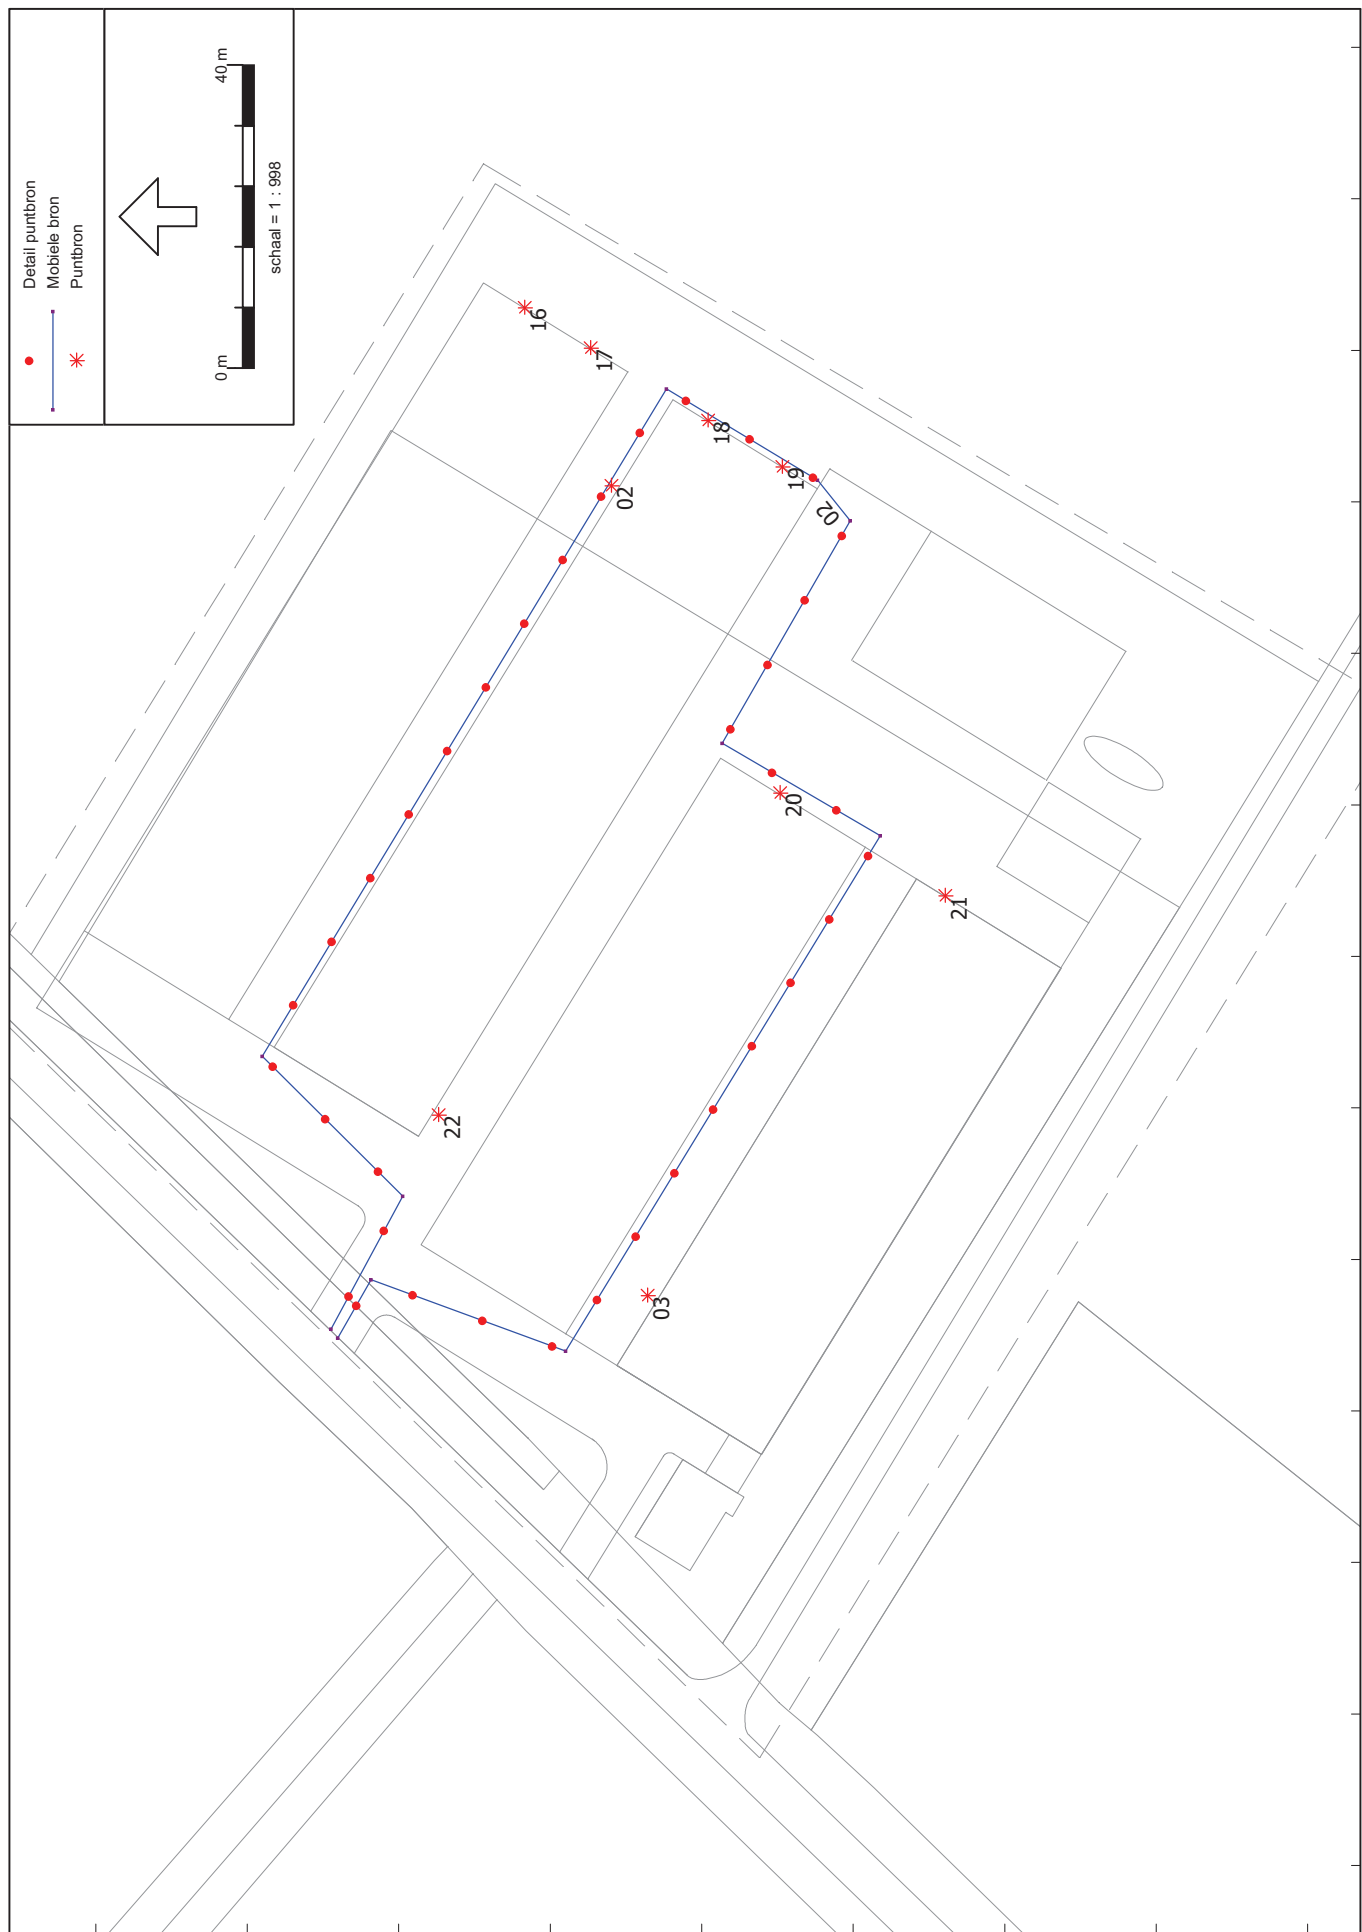 Detail puntbron
Mobiele bron
Puntbron
0 m
40 m
schaal = 1 : 998
16
17
18
19
02
02
20
21
22
03